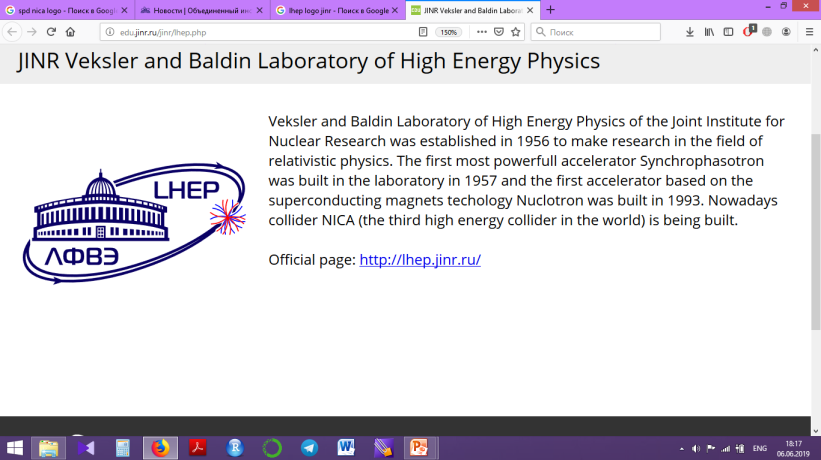 spd nica logo - Поиск в Google
Новости | Объединенный инс
lhep logo jinr - Поиск в Google
JINR Veksler and Baldin Laborat
edu.jinr.ru/jinr/lhep.php
150%
Поиск
JINR Veksler and Baldin Laboratory of High Energy Physics
Veksler and Baldin Laboratory of High Energy Physics of the Joint Institute for
Nuclear Research was established in 1956 to make research in the field of
relativistic physics. The first most powerfull accelerator Synchrophasotron
was built in the laboratory in 1957 and the first accelerator based on the
superconducting magnets techology Nuclotron was built in 1993. Nowadays
collider NICA (the third high energy collider in the world) is being built.
Official page: http://lhep.jinr.ru/
LHEP
ЛФВЭ
ENG
18:17
06.06.2019